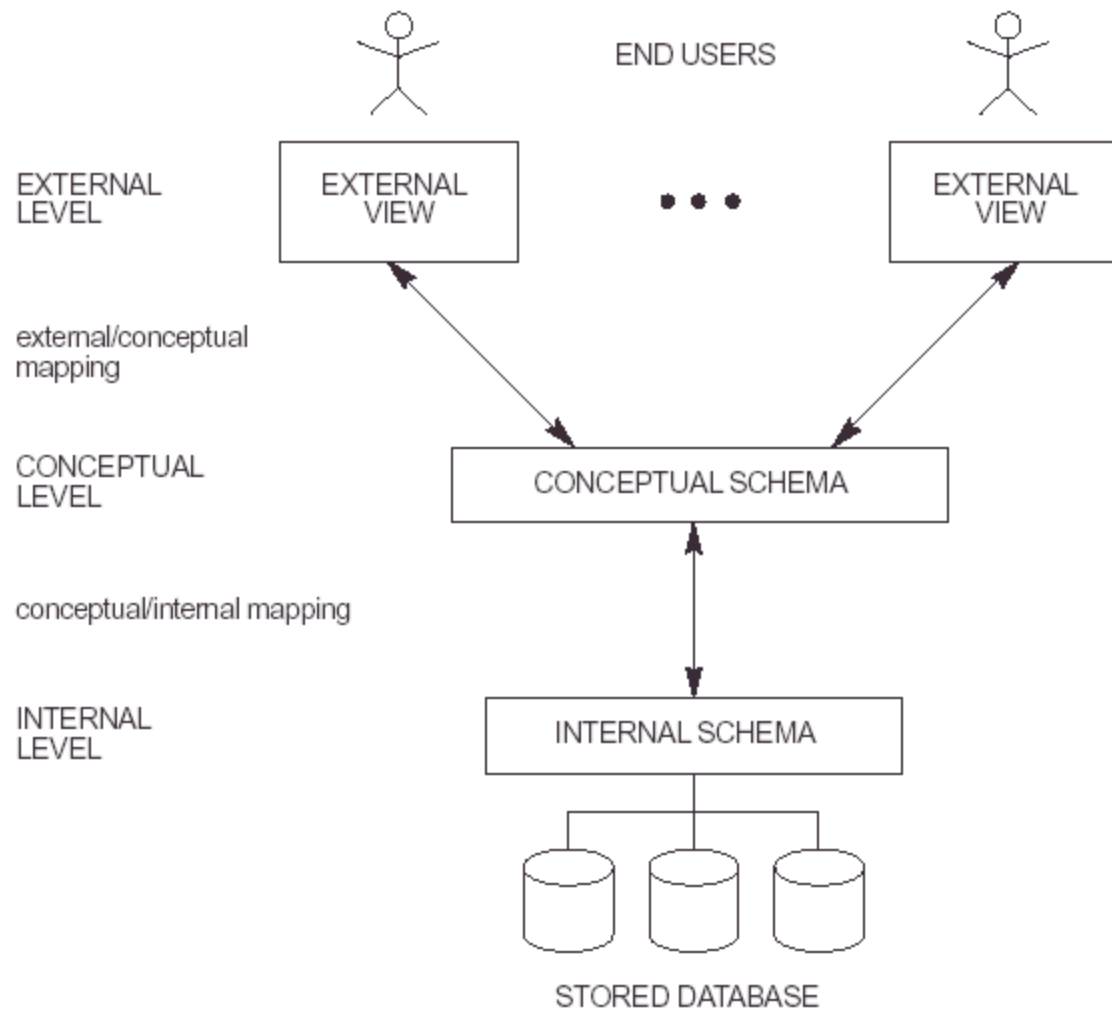 END USERS
EXTERNAL
LEVEL
EXTERNAL
VIEW
EXTERNAL
VIEW
external/conceptual
mapping
CONCEPTUAL
LEVEL
CONCEPTUAL SCHEMA
conceptual/internal mapping
INTERNAL
LEVEL
INTERNAL SCHEMA
STORED DATABASE